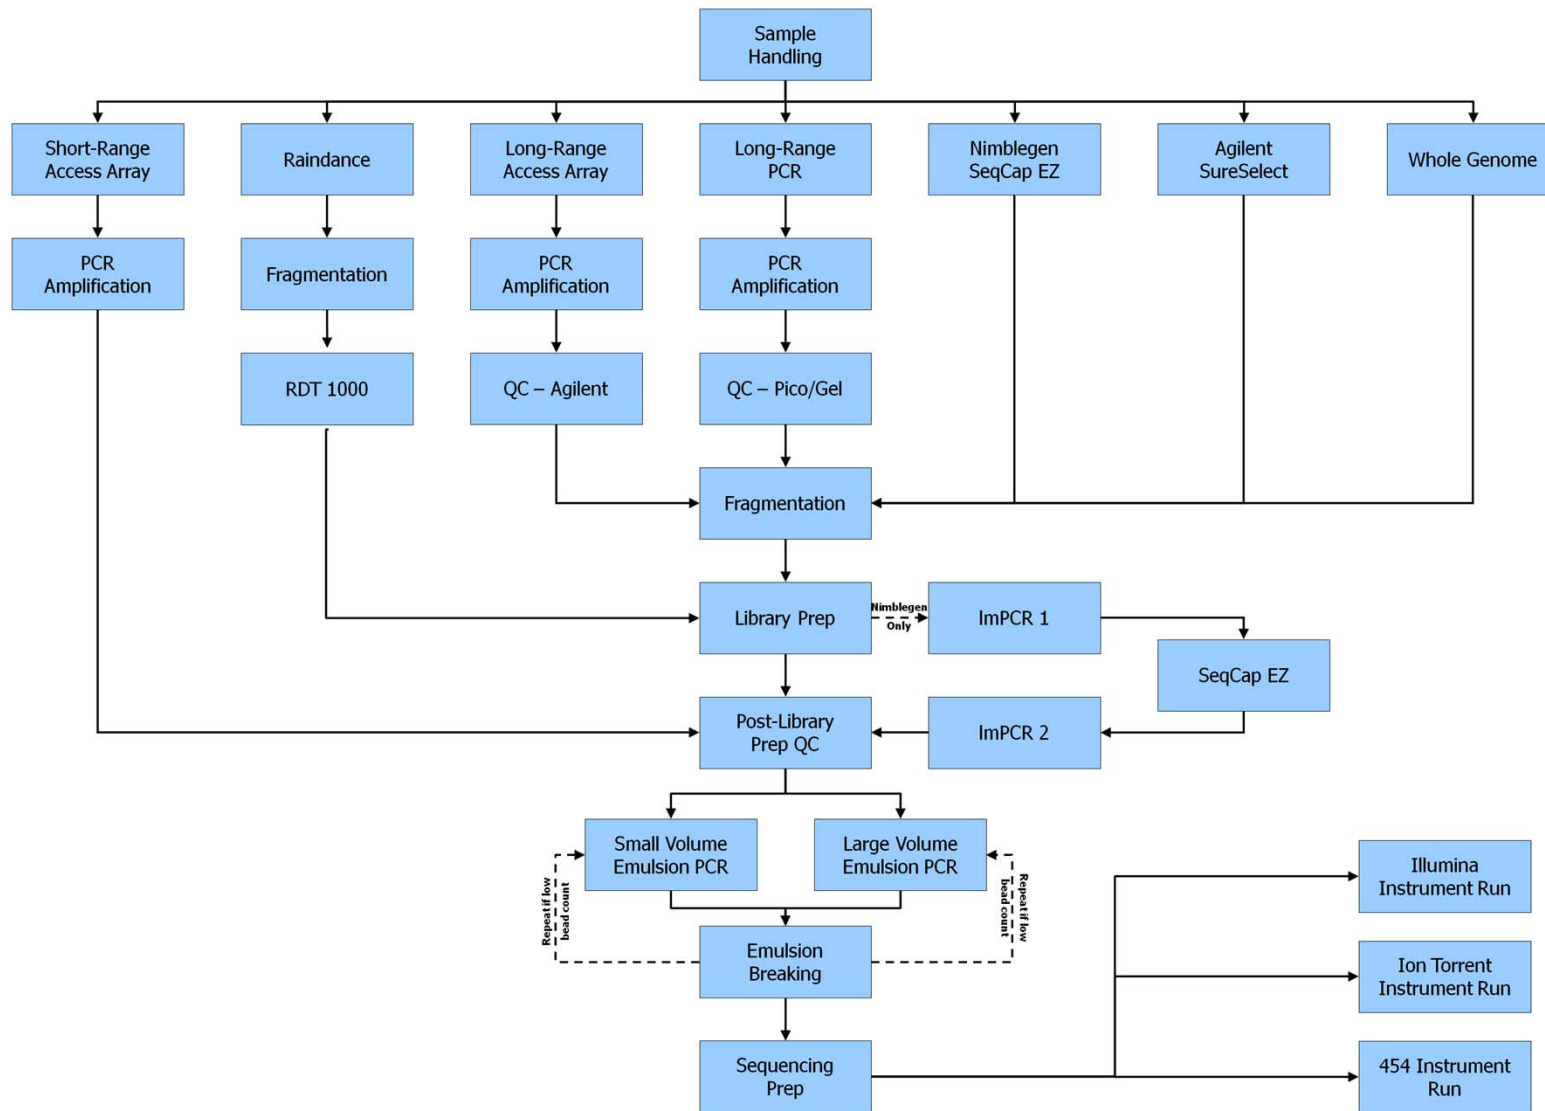 Sample
Handling
Short-Range
Access Array
Raindance
Long-Range
Access Array
Long-Range
PCR
Nimblegen
SeqCap EZ
Agilent
SureSelect
Whole Genome
PCR
Amplification
Fragmentation
PCR
Amplification
PCR
Amplification
RDT 1000
QC – Agilent
QC – Pico/Gel
Fragmentation
Library Prep
Nimblegen
Only
lmPCR 1
SeqCap EZ
Post-Library
Prep QC
lmPCR 2
Small Volume
Emulsion PCR
Large Volume
Emulsion PCR
Repeat if low
bead count
Repeat if low
bead count
Emulsion
Breaking
Illumina
Instrument Run
Ion Torrent
Instrument Run
Sequencing
Prep
454 Instrument
Run